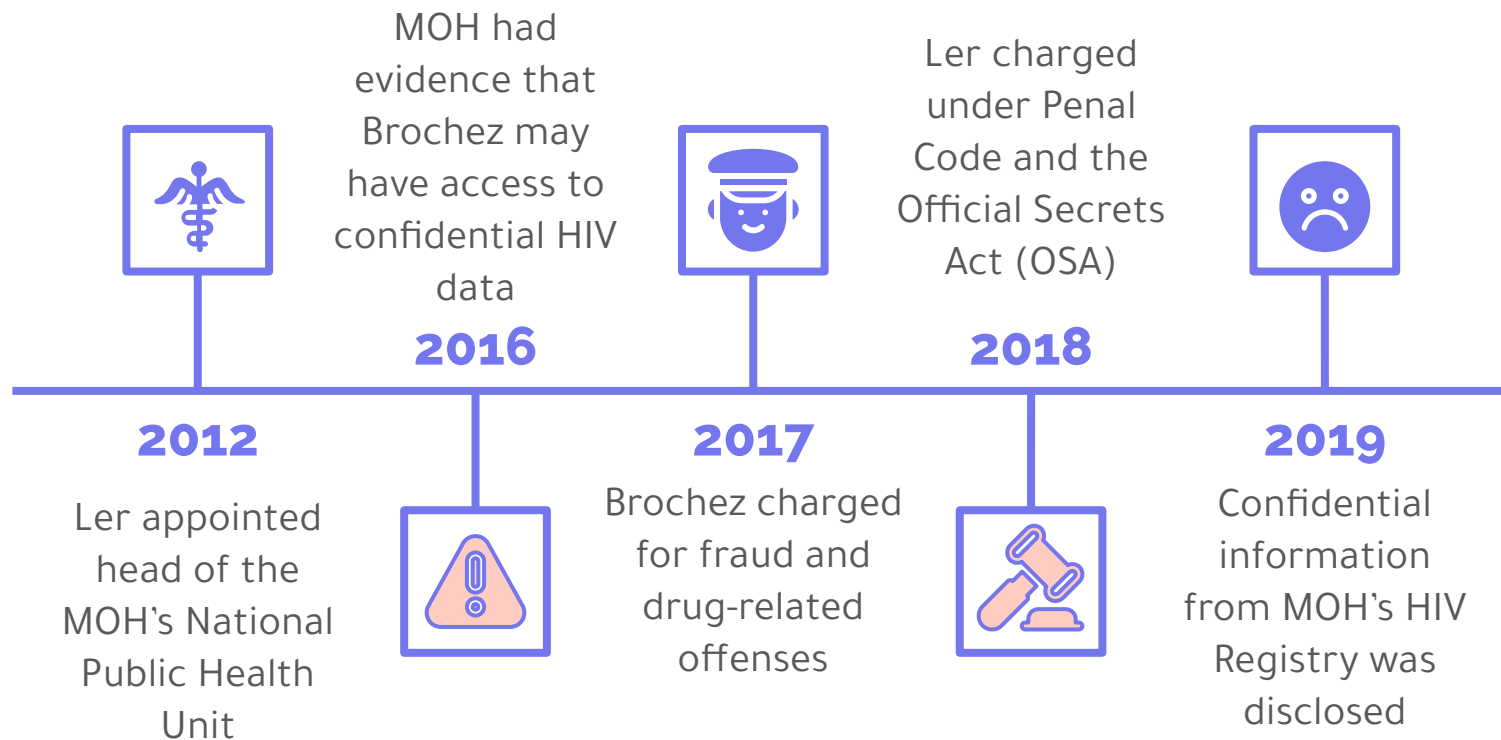 2012
Ler appointed
head of the
MOH’s National
Public Health
Unit
MOH had
evidence that
Brochez may
have access to
confidential HIV
data
2016
2017
Brochez charged
for fraud and
drug-related
offenses
Ler charged
under Penal
Code and the
Official Secrets
Act (OSA)
2018
2019
Confidential
information
from MOH’s HIV
Registry was
disclosed